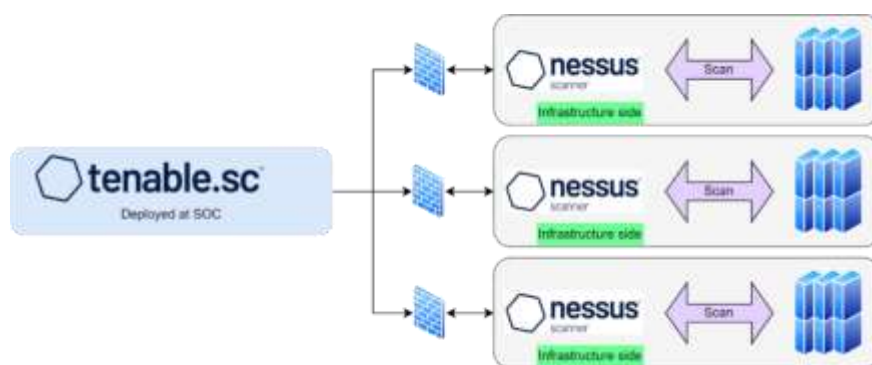 tenable.sc
Deployed at SOC
nessus
scanner
Scan
Infrastructure side
nessus
scanner
Scan
Infrastructure side
nessus
scanner
Scan
Infrastructure side